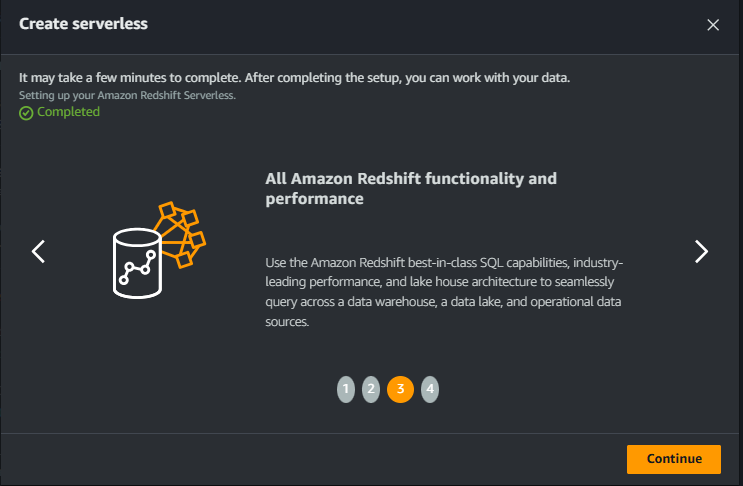 Create serverless
It may take a few minutes to complete. After completing the setup, you can work with your data.
Setting up your Amazon Redshift Serverless.
Completed
All Amazon Redshift functionality and
performance
Use the Amazon Redshift best-in-class SQL capabilities, industry-
leading performance, and lake house architecture to seamlessly
query across a data warehouse, a data lake, and operational data
sources.
1 2 3 4
Continue